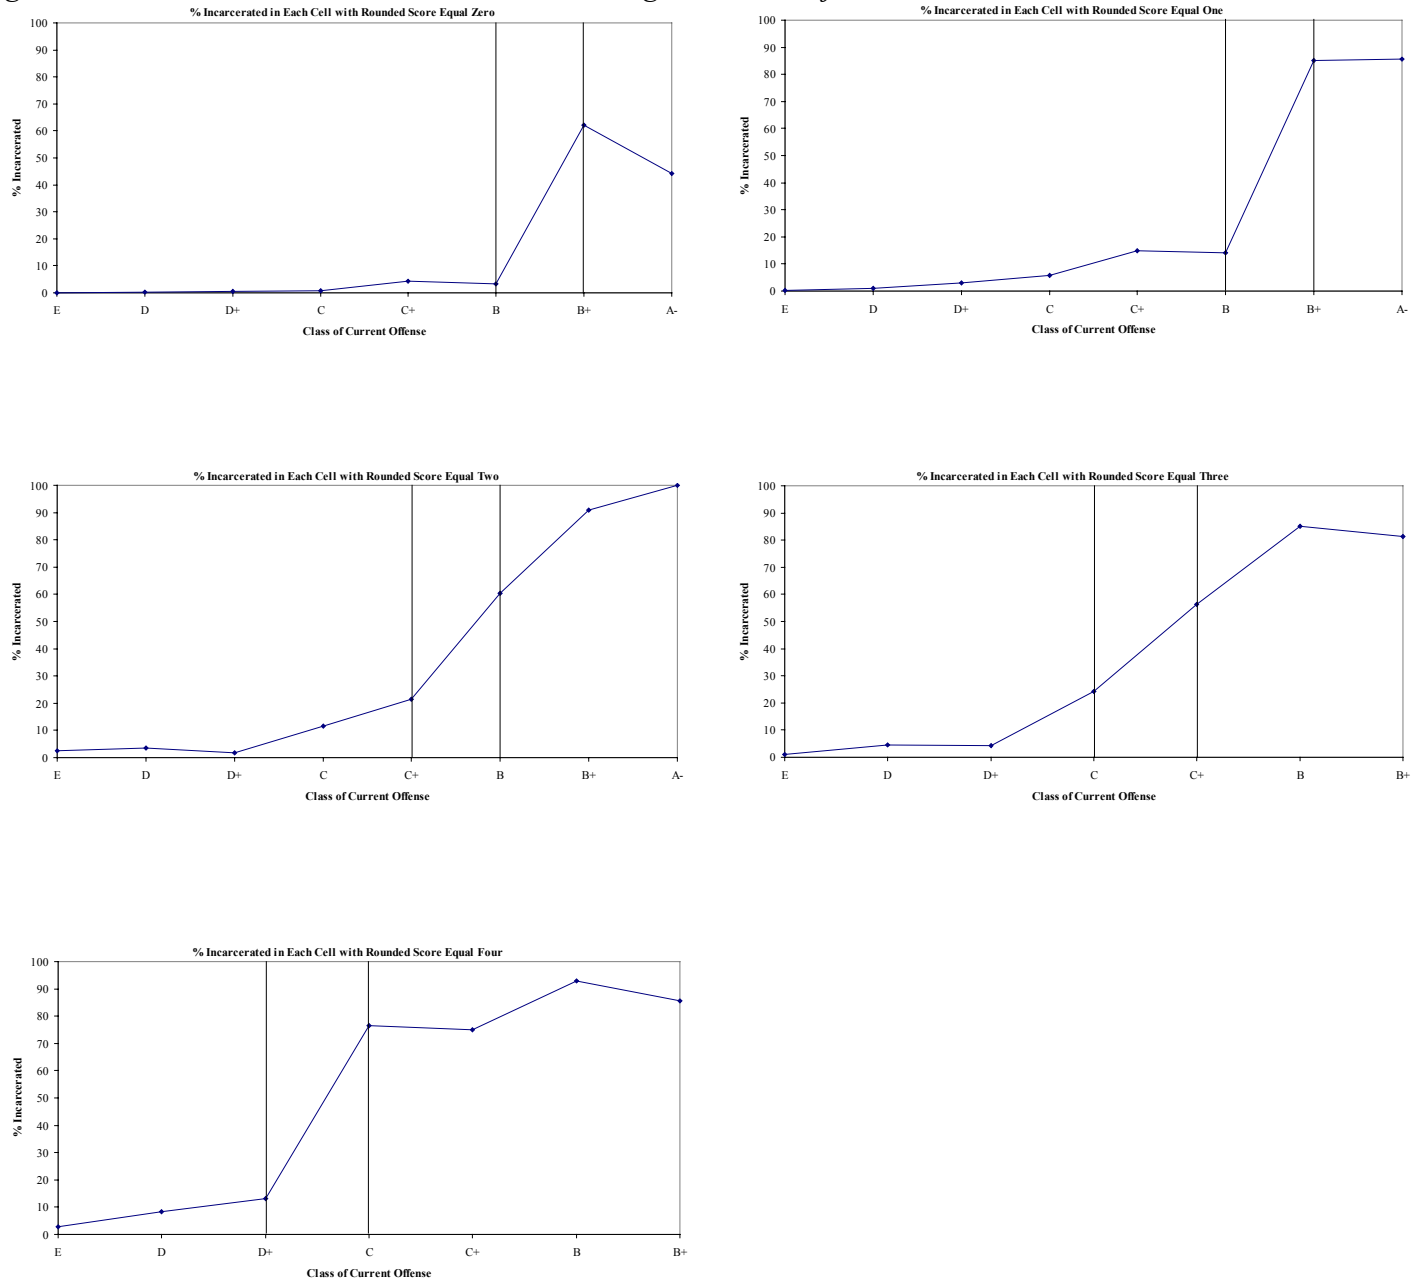 % Incarcerated in Each Cell with Rounded Score Equal Zero
100
90
80
70
60
50
40
30
20
10
0
% Incarcerated
E D D+ C C+ B B+ A-
Class of Current Offense
% Incarcerated in Each Cell with Rounded Score Equal One
100
90
80
70
60
50
40
30
20
10
0
% Incarcerated
E D D+ C C+ B B+ A-
Class of Current Offense
% Incarcerated in Each Cell with Rounded Score Equal Two
100
90
80
70
60
50
40
30
20
10
0
% Incarcerated
E D D+ C C+ B B+ A-
Class of Current Offense
% Incarcerated in Each Cell with Rounded Score Equal Three
100
90
80
70
60
50
40
30
20
10
0
% Incarcerated
E D D+ C C+ B B+
Class of Current Offense
% Incarcerated in Each Cell with Rounded Score Equal Four
100
90
80
70
60
50
40
30
20
10
0
% Incarcerated
E D D+ C C+ B B+
Class of Current Offense